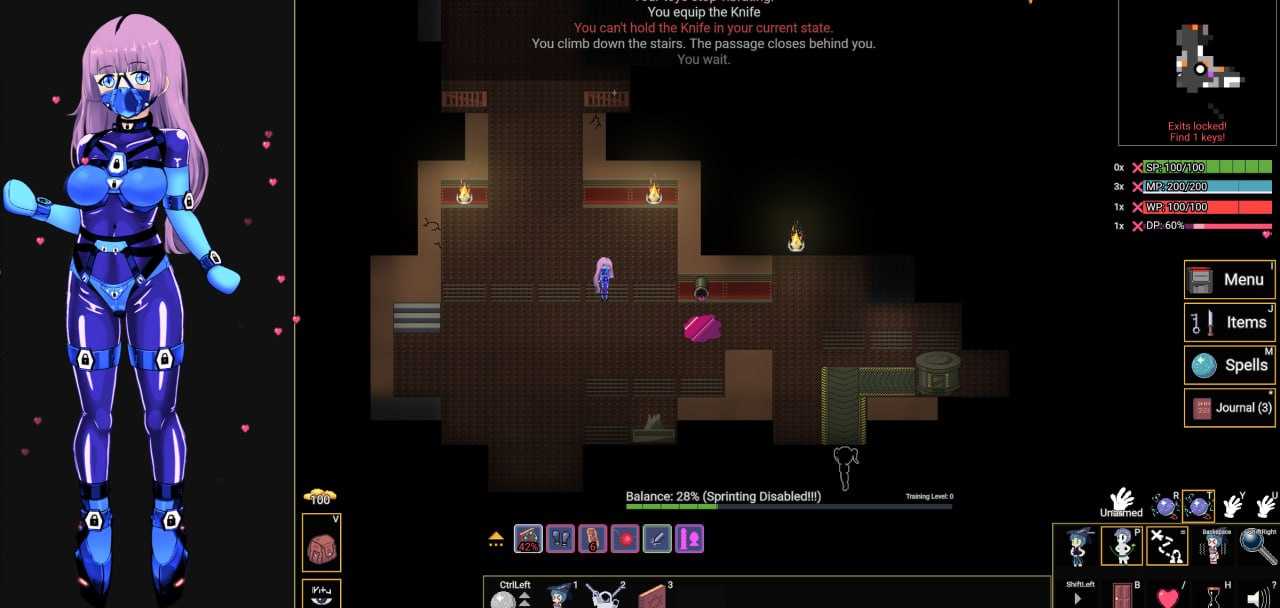 You equip the Knife
You can't hold the Knife in your current state.
You climb down the stairs. The passage closes behind you.
You wait.
Exits locked!
Find 1 keys!
0x SP: 100/100
3x MP: 200/200
1x WP: 100/100
1x DP: 60%
I
Menu
J
Items
M
Spells
Journal (3)
100
V
Balance: 28% (Sprinting Disabled!!!)
Training Level: 0
42%
6
Unarmed
R
T
Y
U
P
=
Backspace
ShiftRight
CtrlLeft
1
2
3
ShiftLeft
B
/
H
?